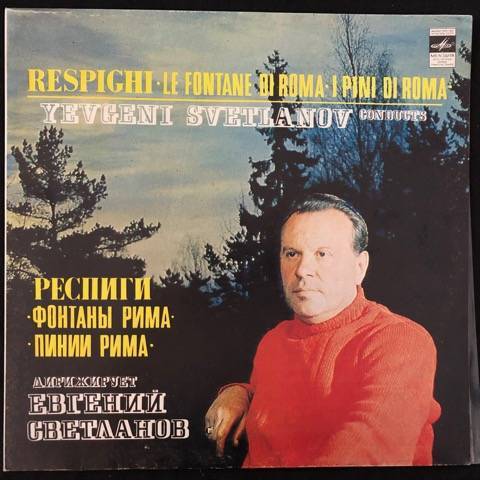 RESPIGHI · LE FONTANE DI ROMA · I PINI DI ROMA ·
YEVGENI SVETLANOV CONDUCTS
РЕСПИГИ
· ФОНТАНЫ РИМА ·
· ПИНИИ РИМА ·
ДИРИЖИРУЕТ
ЕВГЕНИЙ
СВЕТЛАНОВ